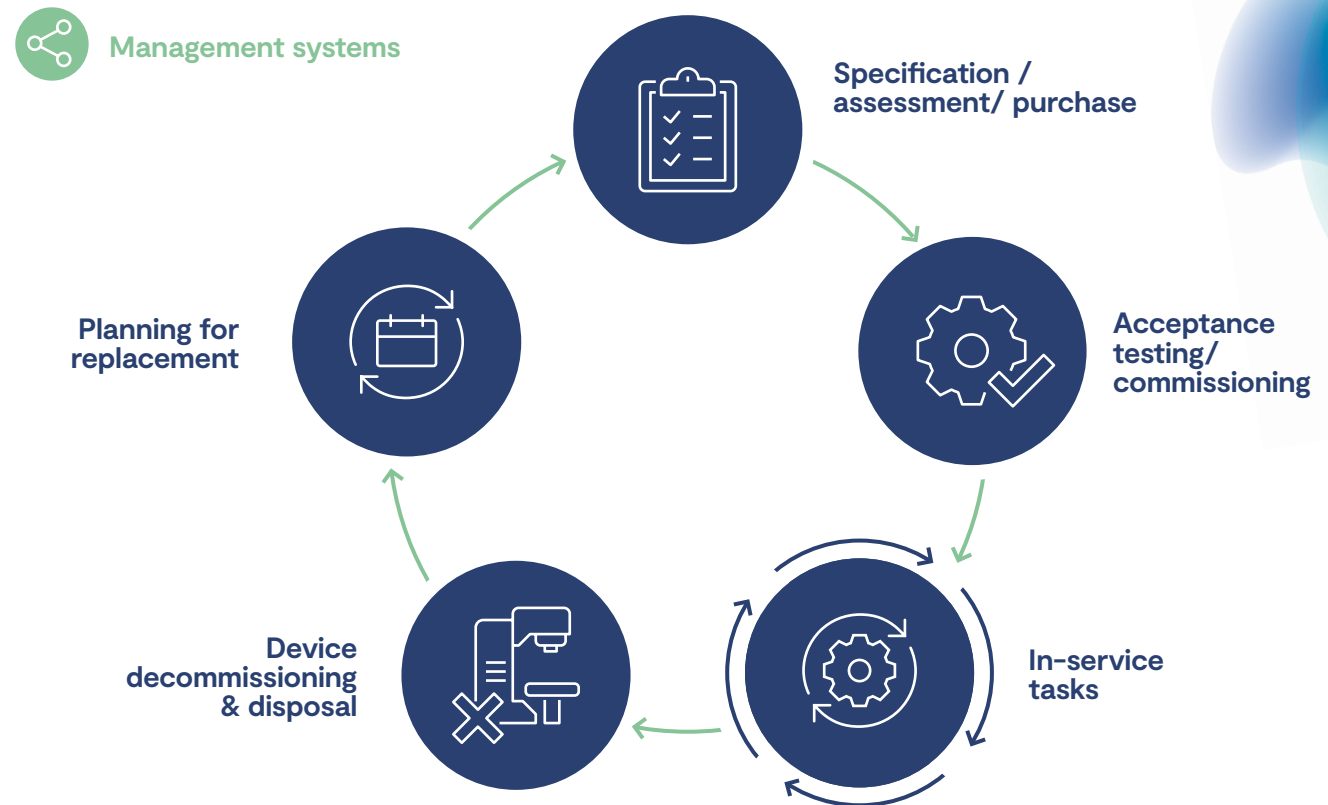 Management systems
Specification /
assessment/ purchase
Acceptance
testing/
commissioning
In-service
tasks
Device
decommissioning
& disposal
Planning for
replacement